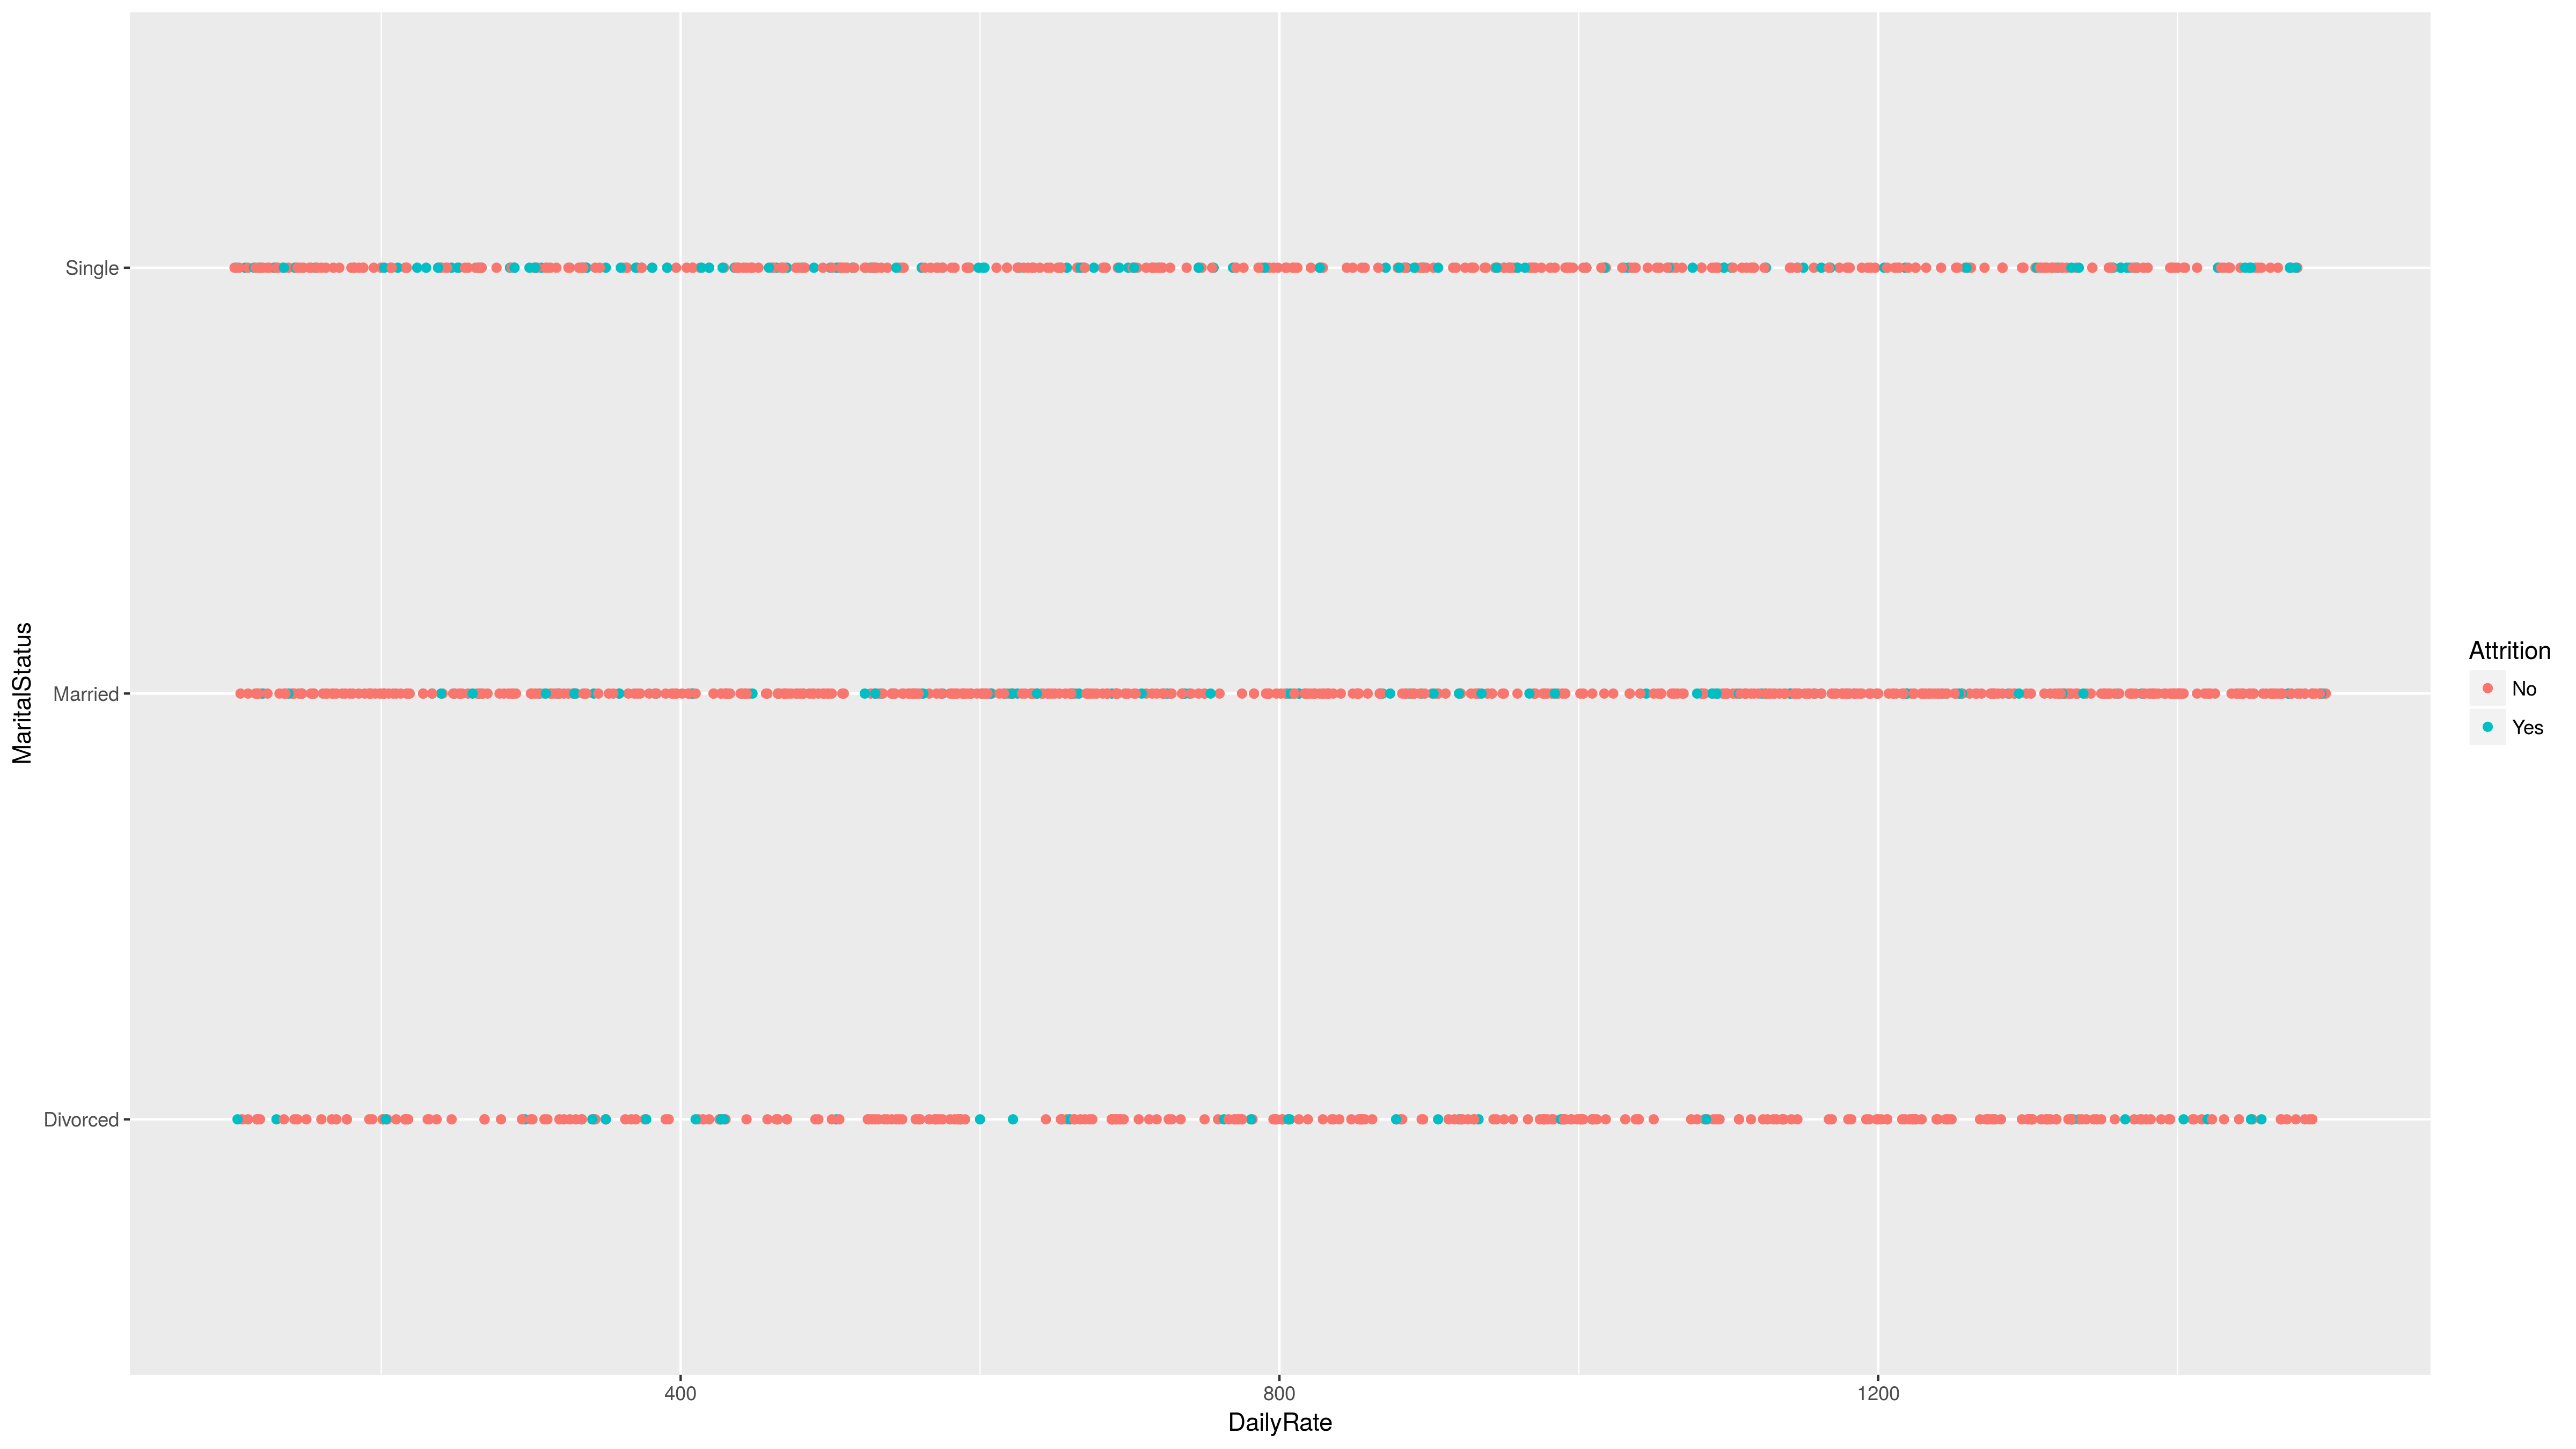 Single
Married
Divorced
MaritalStatus
400
800
1200
DailyRate
Attrition
No
Yes